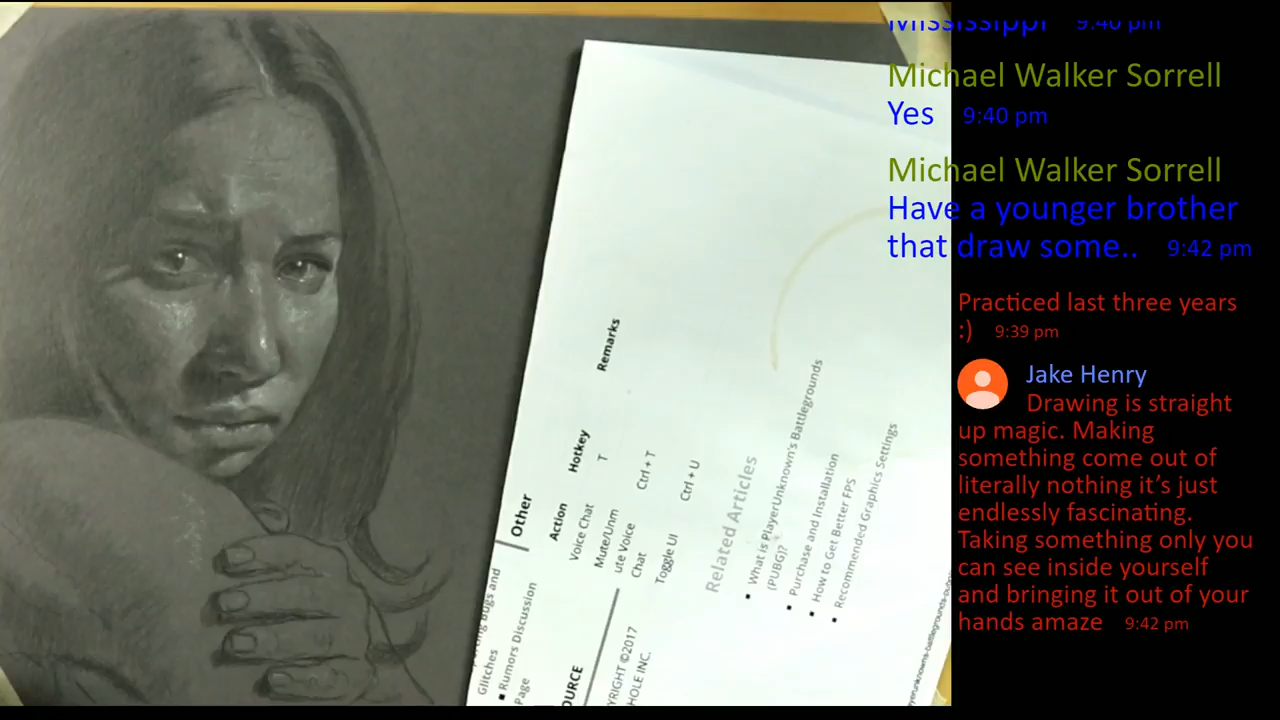 Mississippi 9:40 pm
Michael Walker Sorrell
Yes 9:40 pm
Michael Walker Sorrell
Have a younger brother
that draw some.. 9:42 pm
Practiced last three years
:) 9:39 pm
Jake Henry
Drawing is straight
up magic. Making
something come out of
literally nothing it's just
endlessly fascinating.
Taking something only you
can see inside yourself
and bringing it out of your
hands amaze 9:42 pm
Bugs and
Glitches
▪ Rumors Discussion
Page
Other
Action Hotkey Remarks
Voice Chat T
Mute/Unm
ute Voice
Chat Ctrl + T
Toggle UI Ctrl + U
Related Articles
▪ What is PlayerUnknown's Battlegrounds
(PUBG)?
▪ Purchase and Installation
▪ How to Get Better FPS
▪ Recommended Graphics Settings
©2017
INC.